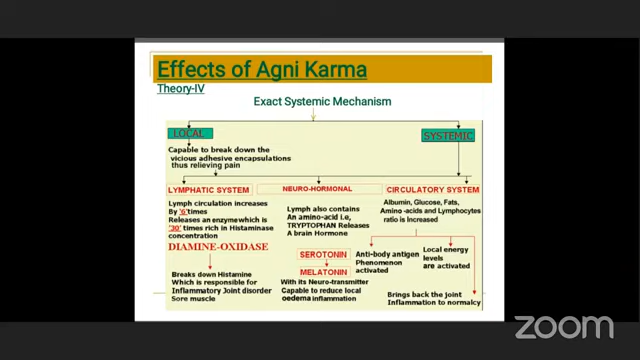 Effects of Agni Karma
Theory-IV
Exact Systemic Mechanism
LOCAL
SYSTEMIC
Capable to break down the
vicious adhesive encapsulations
thus relieving pain
LYMPHATIC SYSTEM
Lymph circulation increases
By '6'times
Releases an enzyme which is
'30' times rich in Histaminase
concentration
DIAMINE-OXIDASE
Breaks down Histamine
Which is responsible for
Inflammatory Joint disorder
Sore muscle
NEURO-HORMONAL
Lymph also contains
An amino-acid i.e,
TRYPTOPHAN Releases
A brain Hormone
SEROTONIN
MELATONIN
With its Neuro-transmitter
Capable to reduce local
oedema inflammation
CIRCULATORY SYSTEM
Albumin, Glucose, Fats,
Amino-acids and Lymphocytes
ratio is Increased
Anti-body antigen
Phenomenon
activated
Local energy
levels
are activated
Brings back the joint
Inflammation to normalcy
zoom